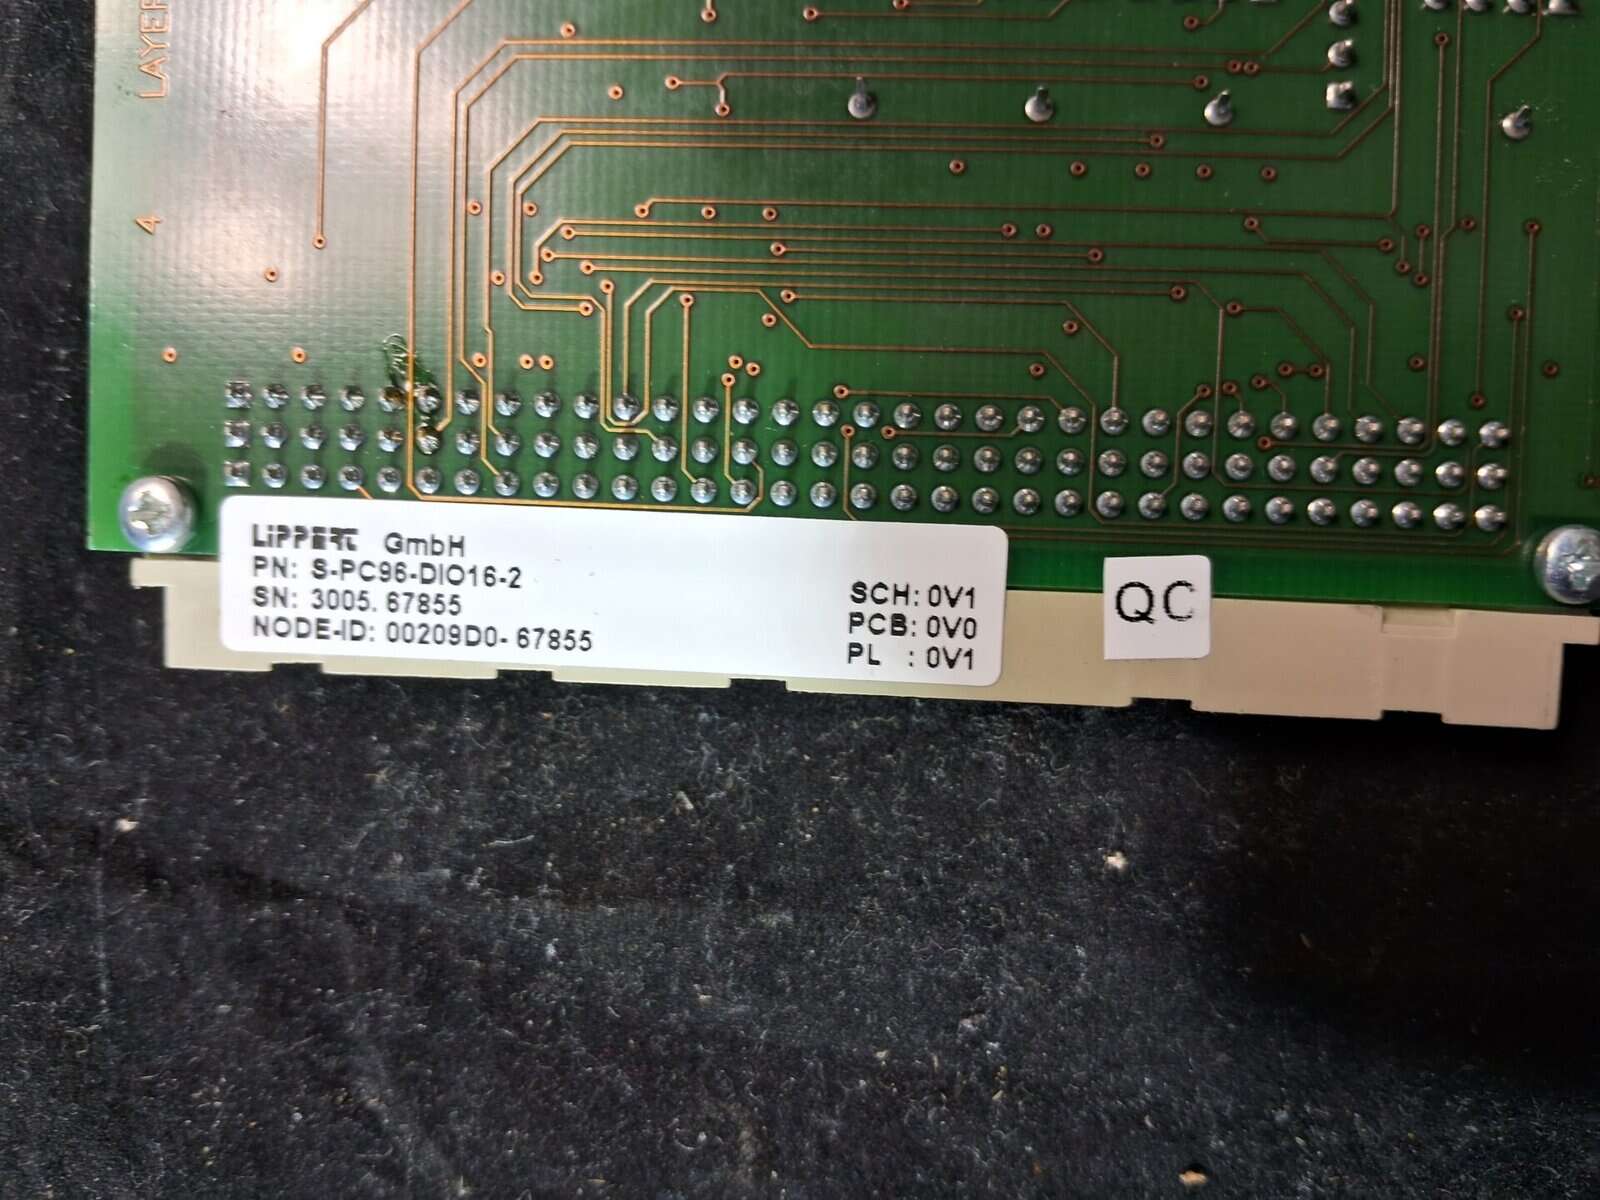 LAYER
4
LiPPERT GmbH
PN: S-PC96-DIO16-2
SN: 3005. 67855
NODE-ID: 00209D0- 67855
SCH: 0V1
PCB: 0V0
PL : 0V1
QC